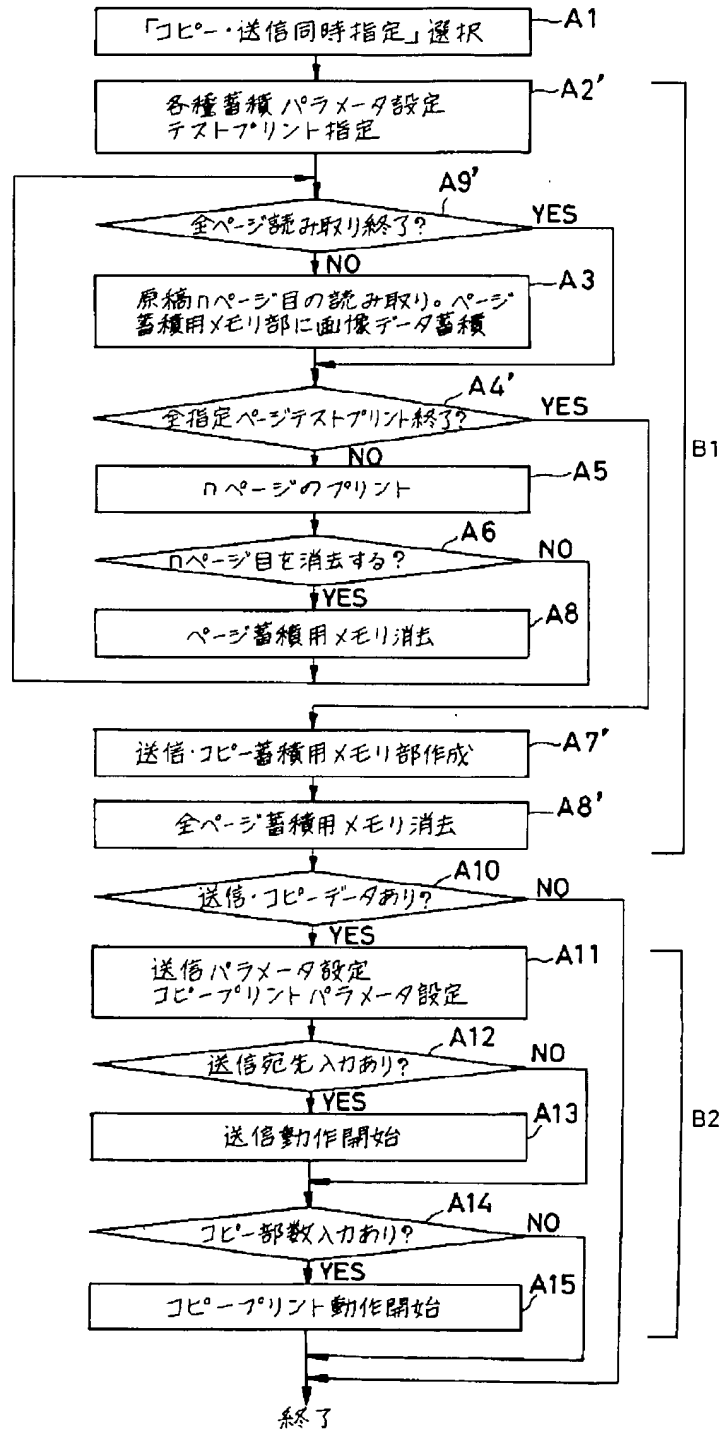 「コピー・送信同時指定」選択
A1
各種蓄積パラメータ設定
テストプリント指定
A2'
全ページ読み取り終了?
A9'
YES
NO
原稿nページ目の読み取り。ページ
蓄積用メモリ部に画像データ蓄積
A3
全指定ページテストプリント終了?
A4'
YES
NO
nページのプリント
A5
nページ目を消去する?
A6
NO
YES
ページ蓄積用メモリ消去
A8
B1
送信・コピー蓄積用メモリ部作成
A7'
全ページ蓄積用メモリ消去
A8'
送信・コピーデータあり?
A10
NO
YES
送信パラメータ設定
コピープリントパラメータ設定
A11
送信宛先入力あり?
A12
NO
YES
送信動作開始
A13
B2
コピー部数入力あり?
A14
NO
YES
コピープリント動作開始
A15
終了